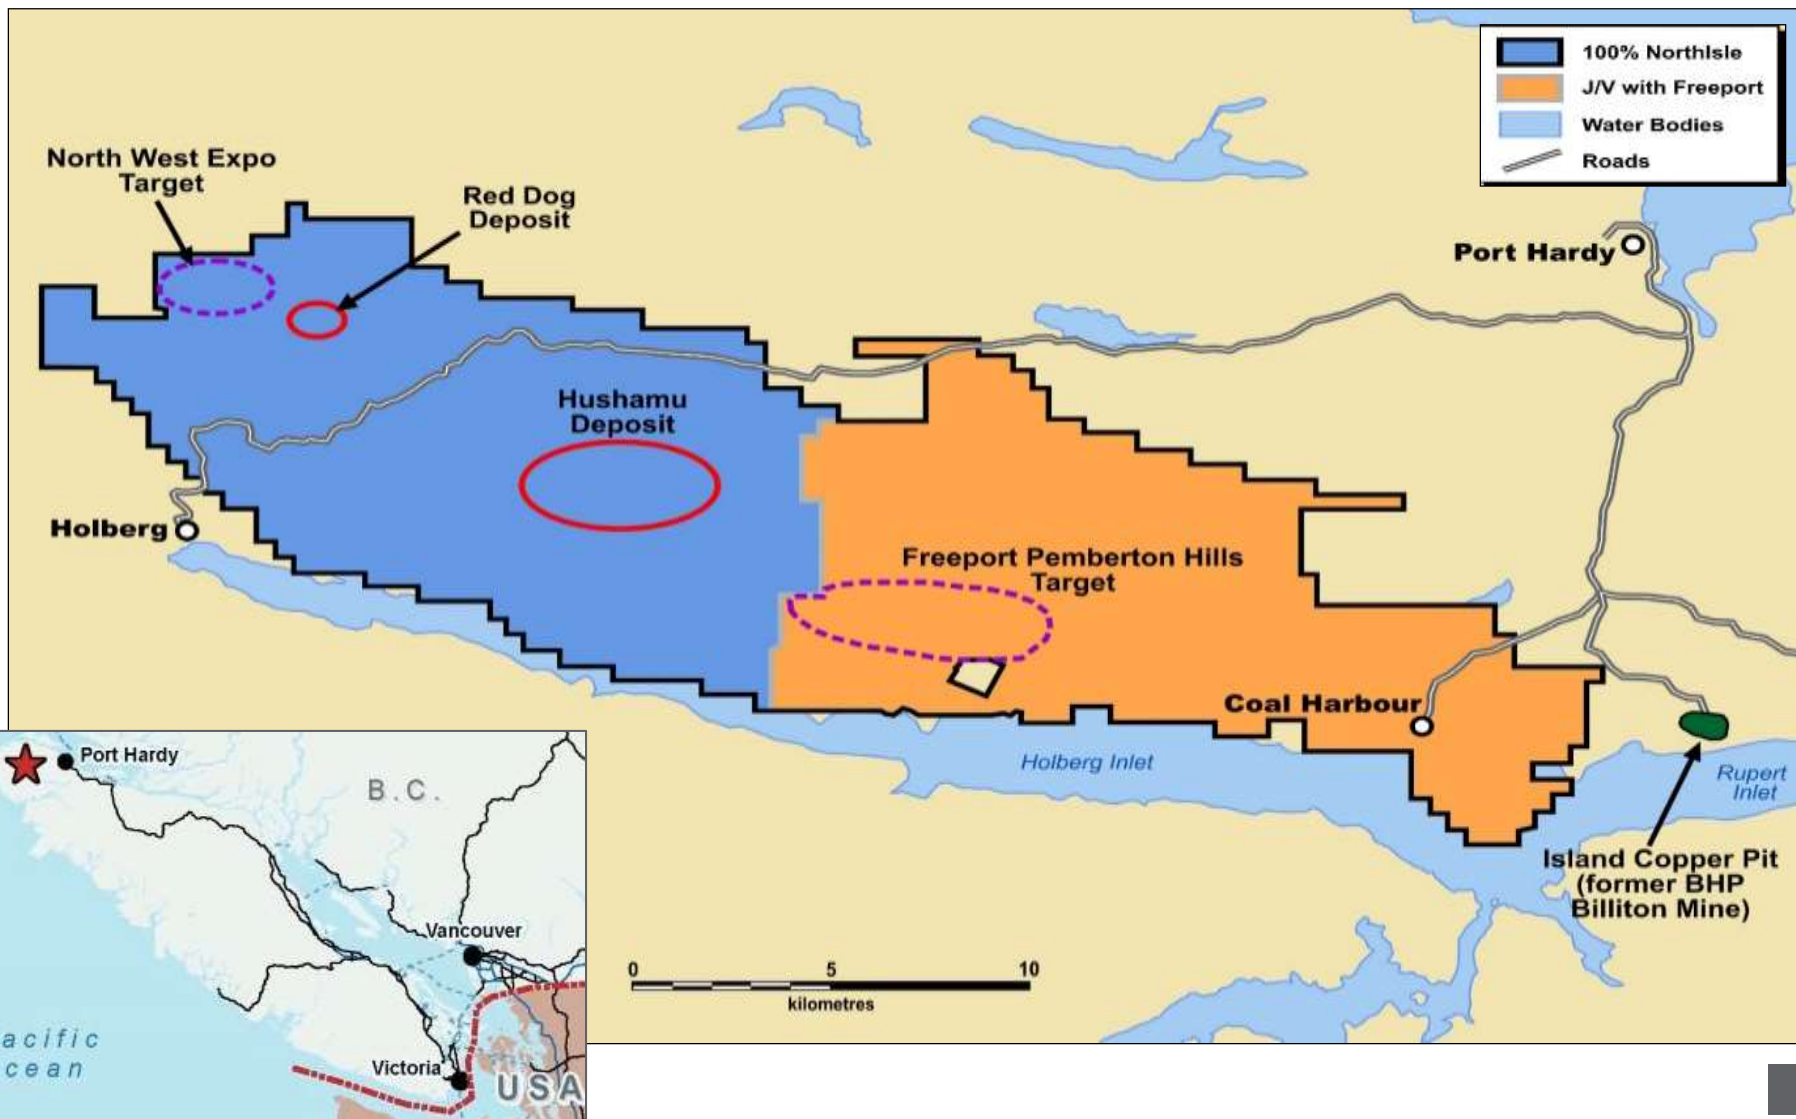 100% NorthIsle
J/V with Freeport
Water Bodies
Roads
North West Expo
Target
Red Dog
Deposit
Port Hardy
Hushamu
Deposit
Holberg
Freeport Pemberton Hills
Target
Coal Harbour
Holberg Inlet
Rupert
Inlet
Island Copper Pit
(former BHP
Billiton Mine)
0 5 10
kilometres
Port Hardy
B.C.
Vancouver
Victoria
acific
cean
USA